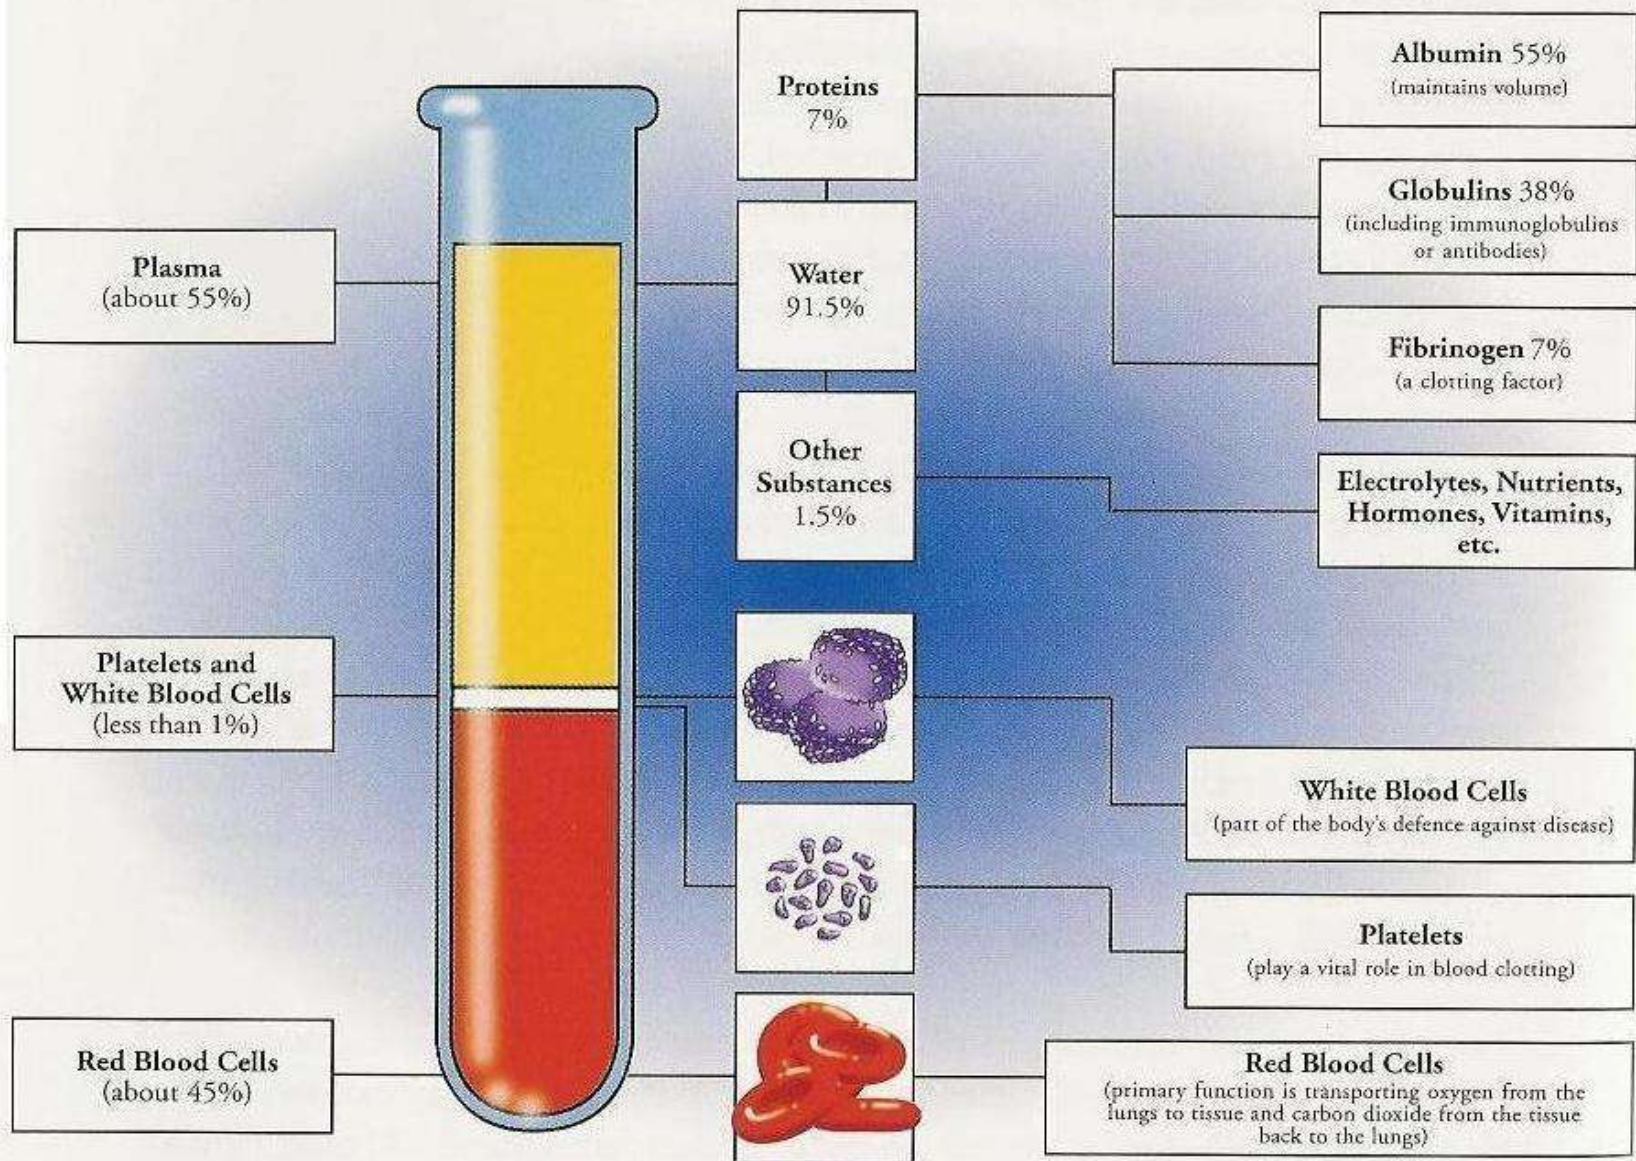 Plasma
(about 55%)
Platelets and
White Blood Cells
(less than 1%)
Red Blood Cells
(about 45%)
Proteins
7%
Water
91.5%
Other
Substances
1.5%
Albumin 55%
(maintains volume)
Globulins 38%
(including immunoglobulins
or antibodies)
Fibrinogen 7%
(a clotting factor)
Electrolytes, Nutrients,
Hormones, Vitamins,
etc.
White Blood Cells
(part of the body's defence against disease)
Platelets
(play a vital role in blood clotting)
Red Blood Cells
(primary function is transporting oxygen from the
lungs to tissue and carbon dioxide from the tissue
back to the lungs)